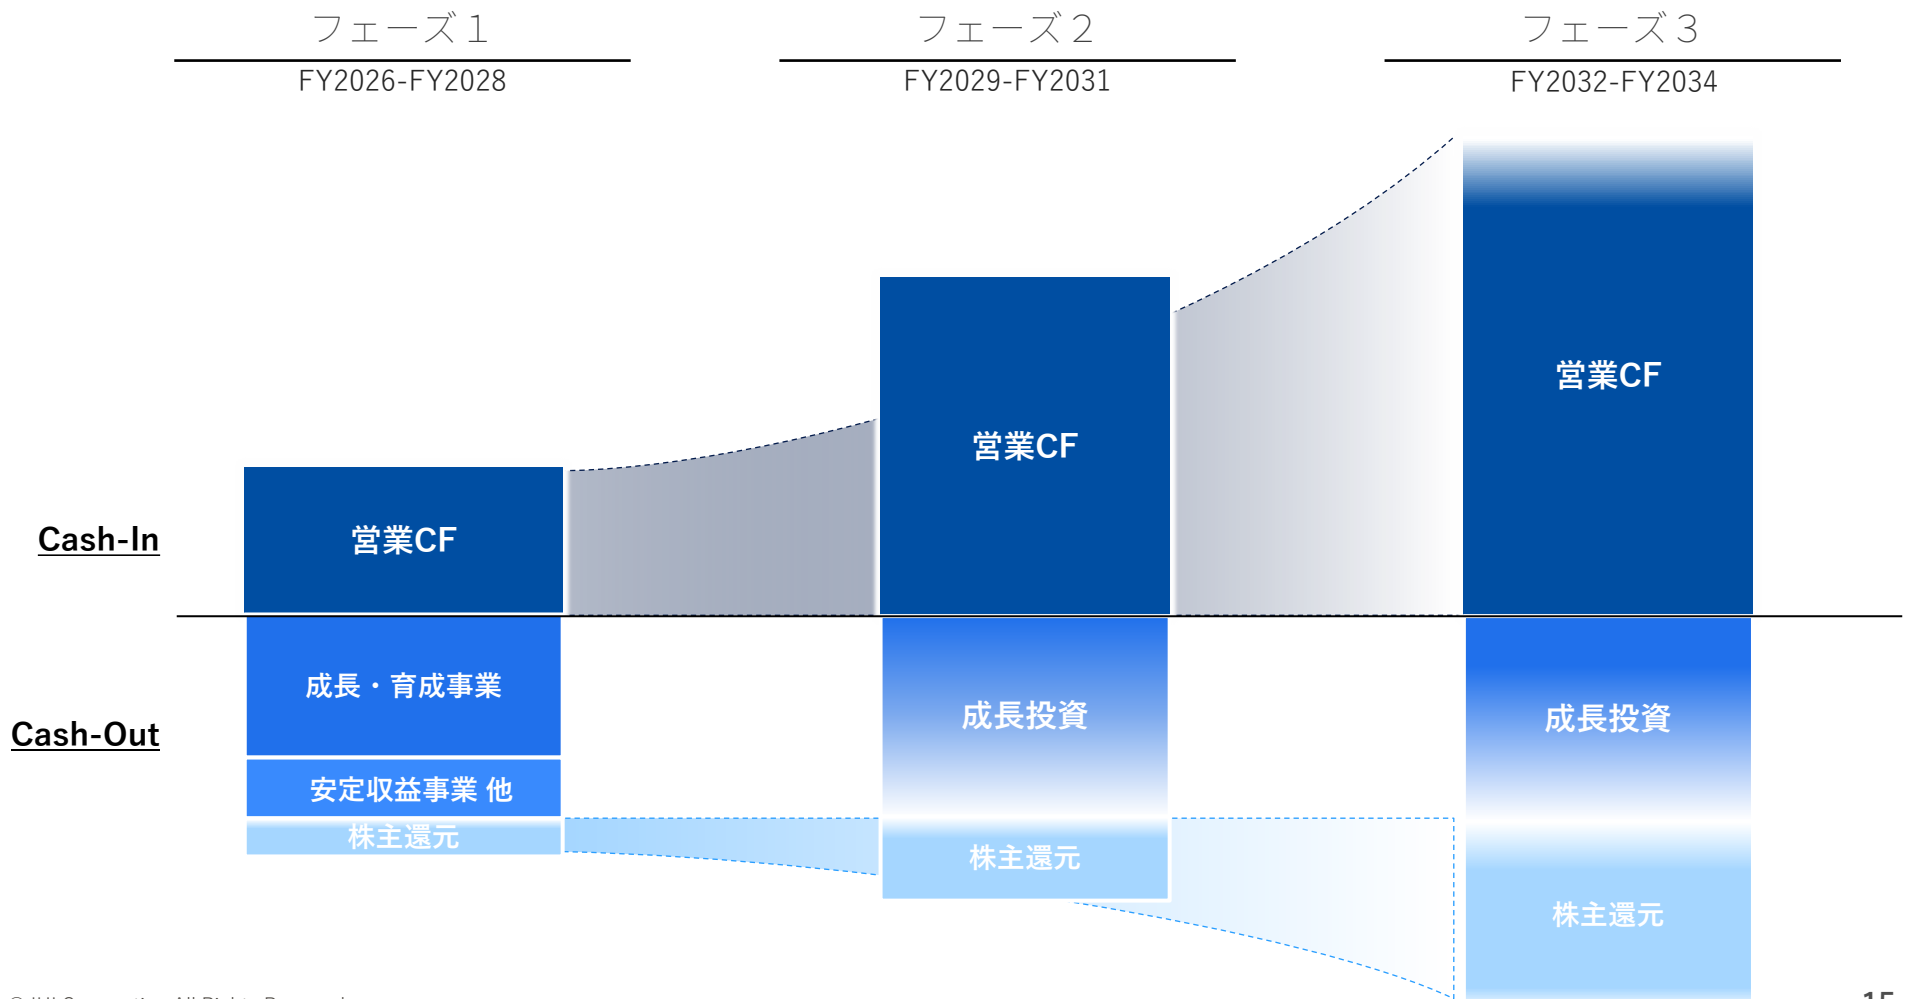 フェーズ１
フェーズ２
フェーズ３
FY2026-FY2028
FY2029-FY2031
FY2032-FY2034
Cash-In
営業CF
営業CF
営業CF
Cash-Out
成長・育成事業
安定収益事業 他
株主還元
成長投資
株主還元
成長投資
株主還元
15